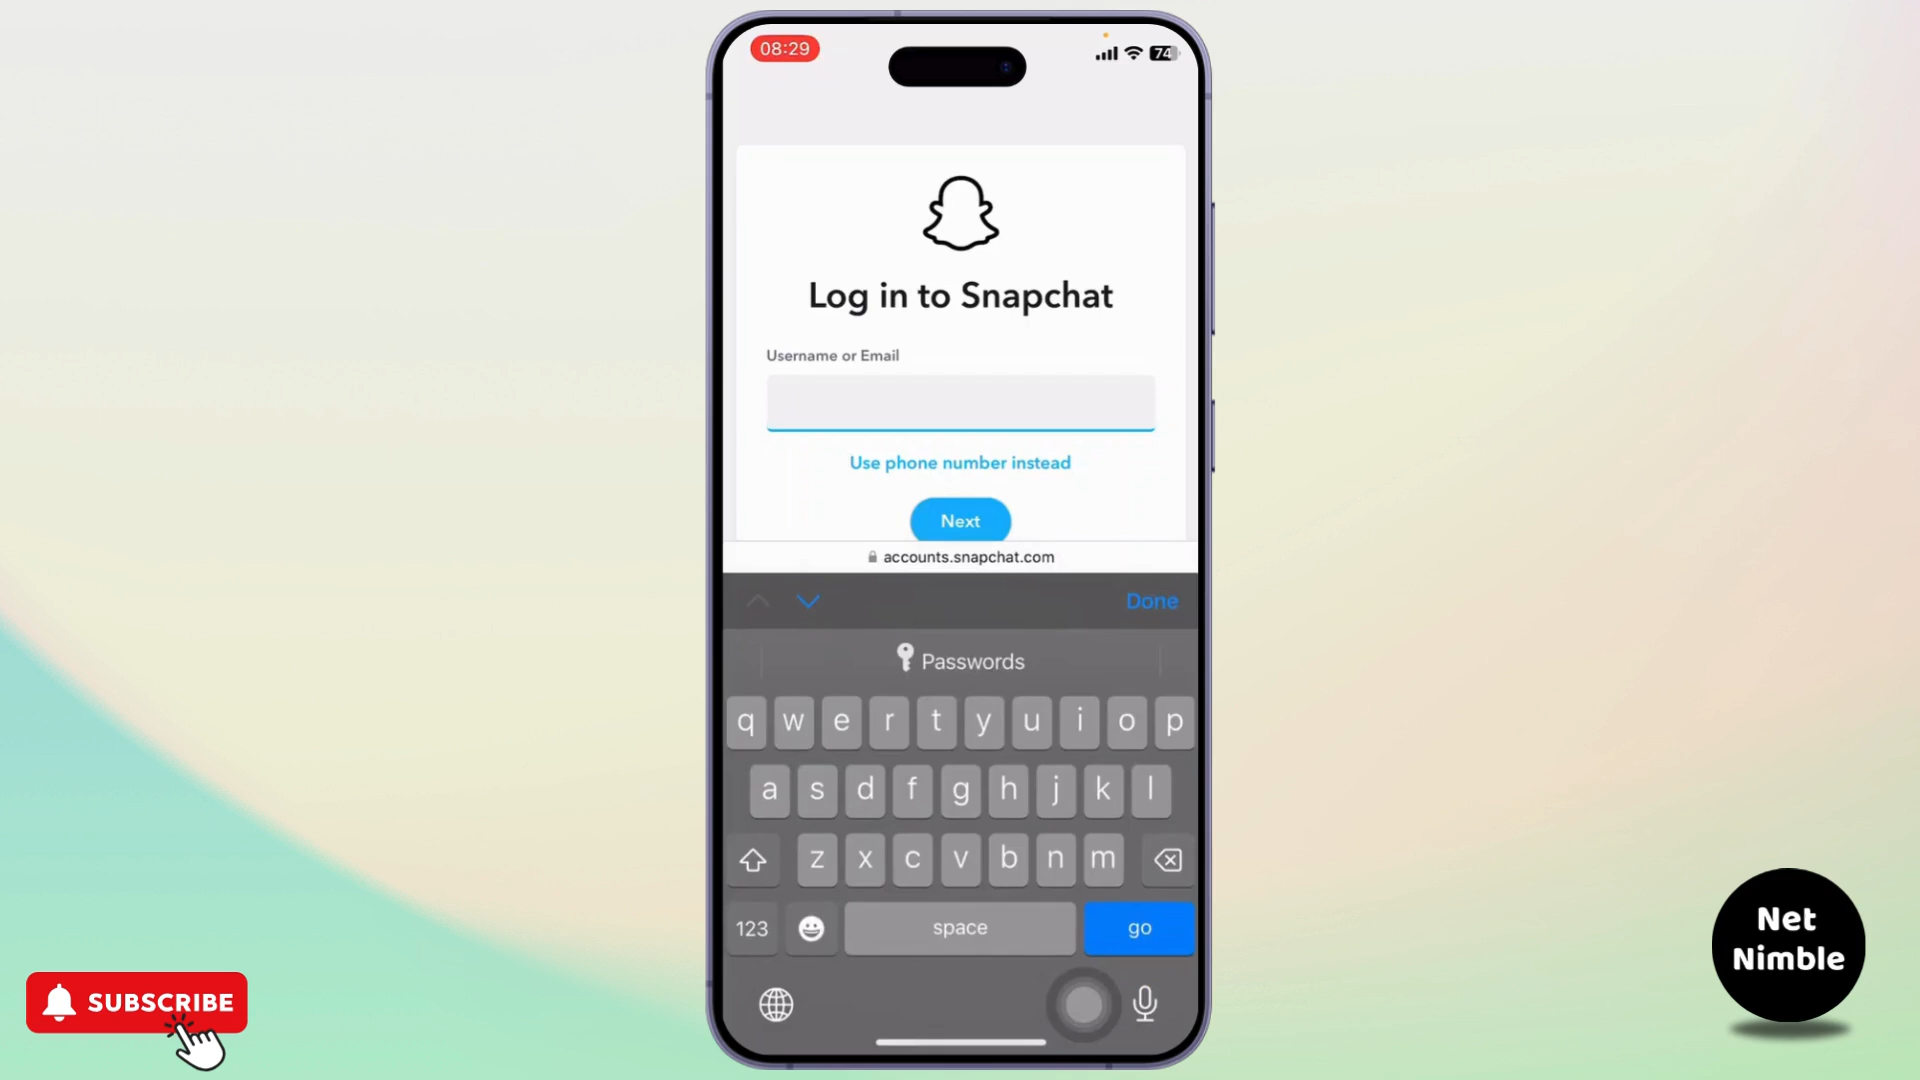 08:29
74
Log in to Snapchat
Username or Email
Use phone number instead
Next
accounts.snapchat.com
Done
Passwords
q w e r t y u i o p
a s d f g h j k l
z x c v b n m
123 space go
SUBSCRIBE
Net
Nimble